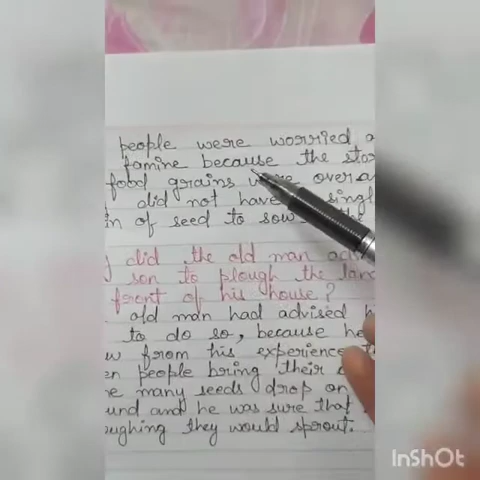 people were worried
famine because the
food grains were over
did not have singl
of seed to sow
did the old man
son to plough the land
front of his house?
old man had advised
to do so, because he
from his experience
people bring their
many seeds drop on
und and he was sure that
ughing they would sprout.
InShOt